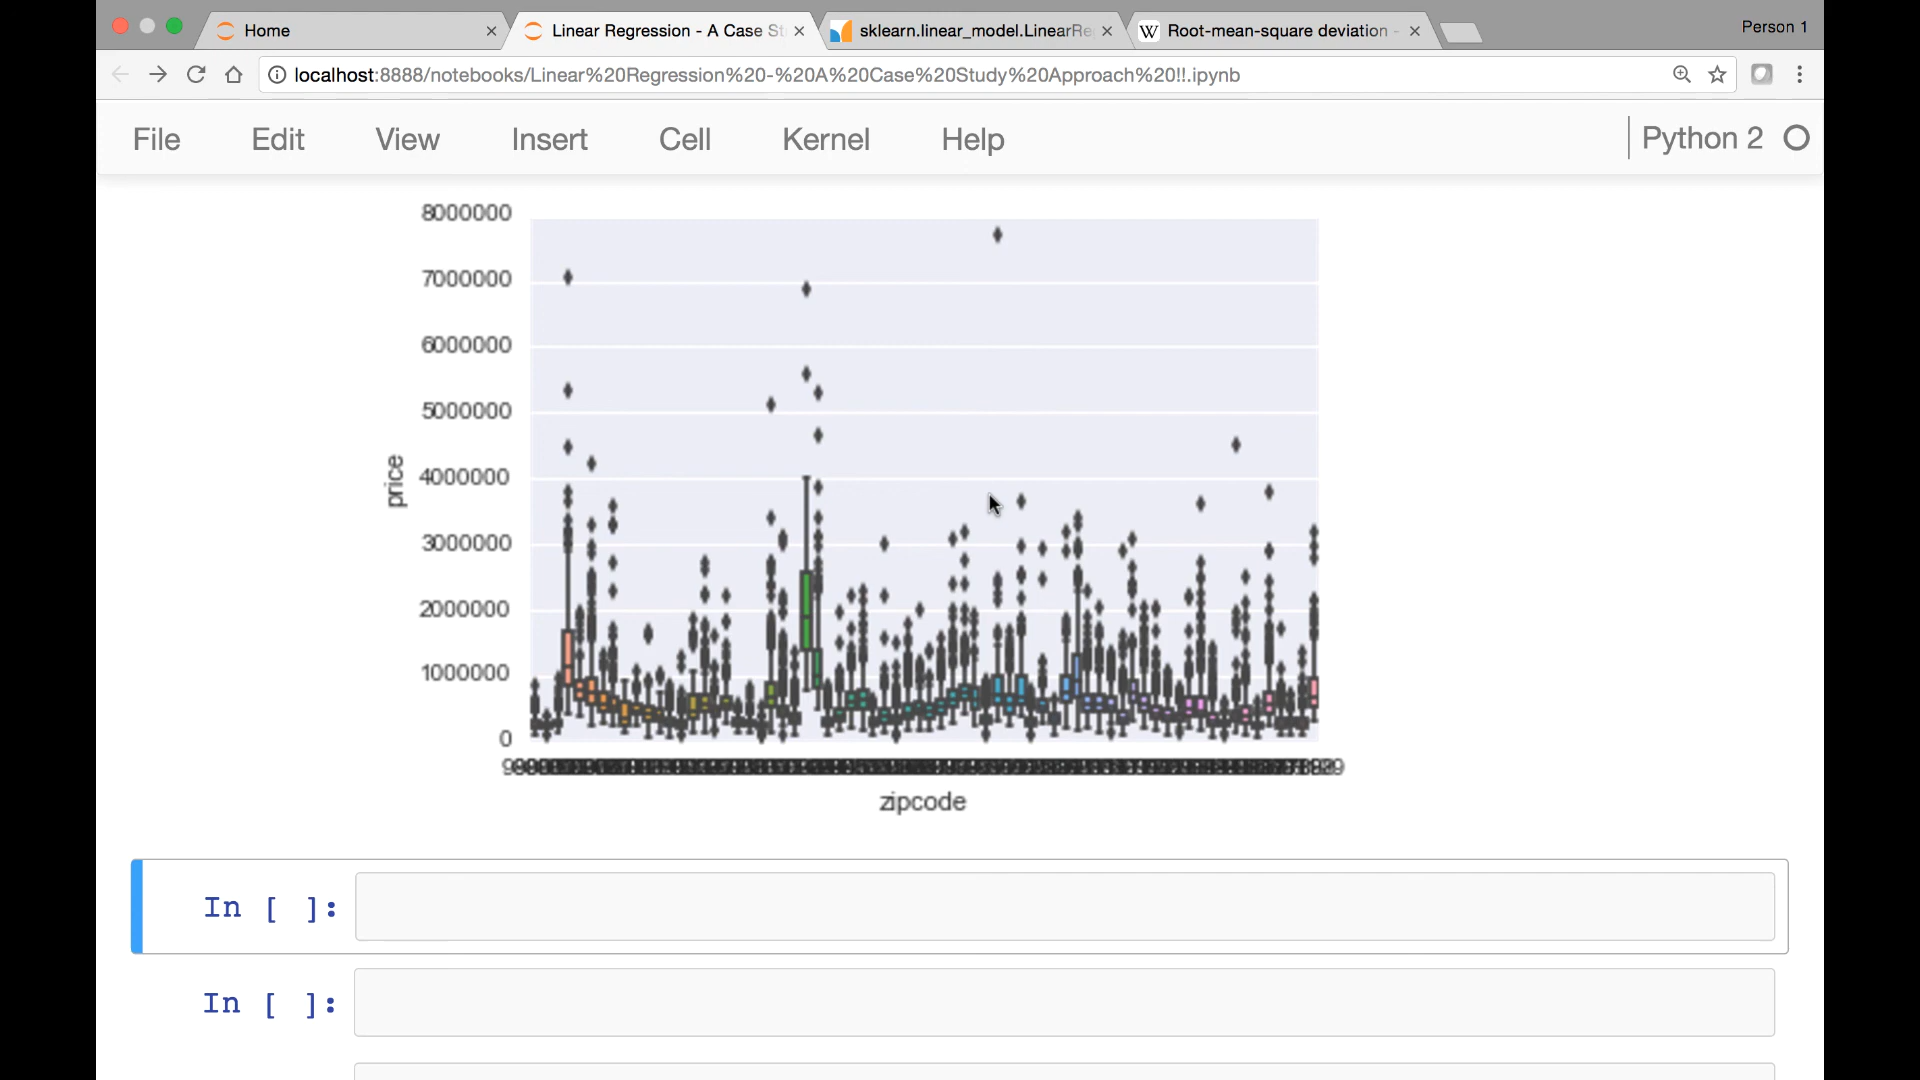 Home
Linear Regression - A Case St
sklearn.linear_model.LinearRe
W Root-mean-square deviation -
Person 1
localhost:8888/notebooks/Linear%20Regression%20-%20A%20Case%20Study%20Approach%20!!.ipynb
File Edit View Insert Cell Kernel Help Python 2
8000000
7000000
6000000
5000000
4000000
3000000
2000000
1000000
0
price
zipcode
In [ ]:
In [ ]: